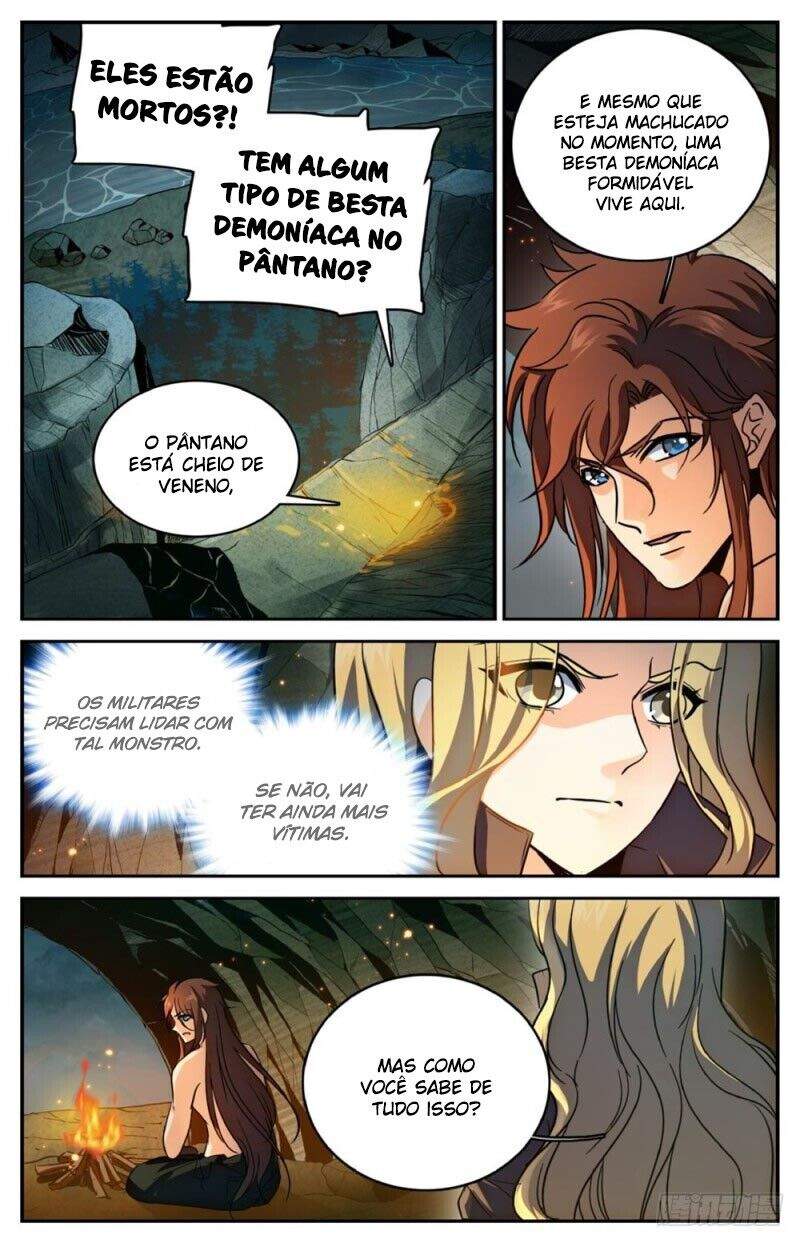 ELES ESTÃO
MORTOS?!
TEM ALGUM
TIPO DE BESTA
DEMONÍACA NO
PÂNTANO?
O PÂNTANO
ESTÁ CHEIO DE
VENENO,
E MESMO QUE
ESTEJA MACHUCADO
NO MOMENTO, UMA
BESTA DEMONÍACA
FORMIDÁVEL
VIVE AQUI.
OS MILITARES
PRECISAM LIDAR COM
TAL MONSTRO.
SE NÃO, VAI
TER AINDA MAIS
VÍTIMAS.
MAS COMO
VOCÊ SABE DE
TUDO ISSO?